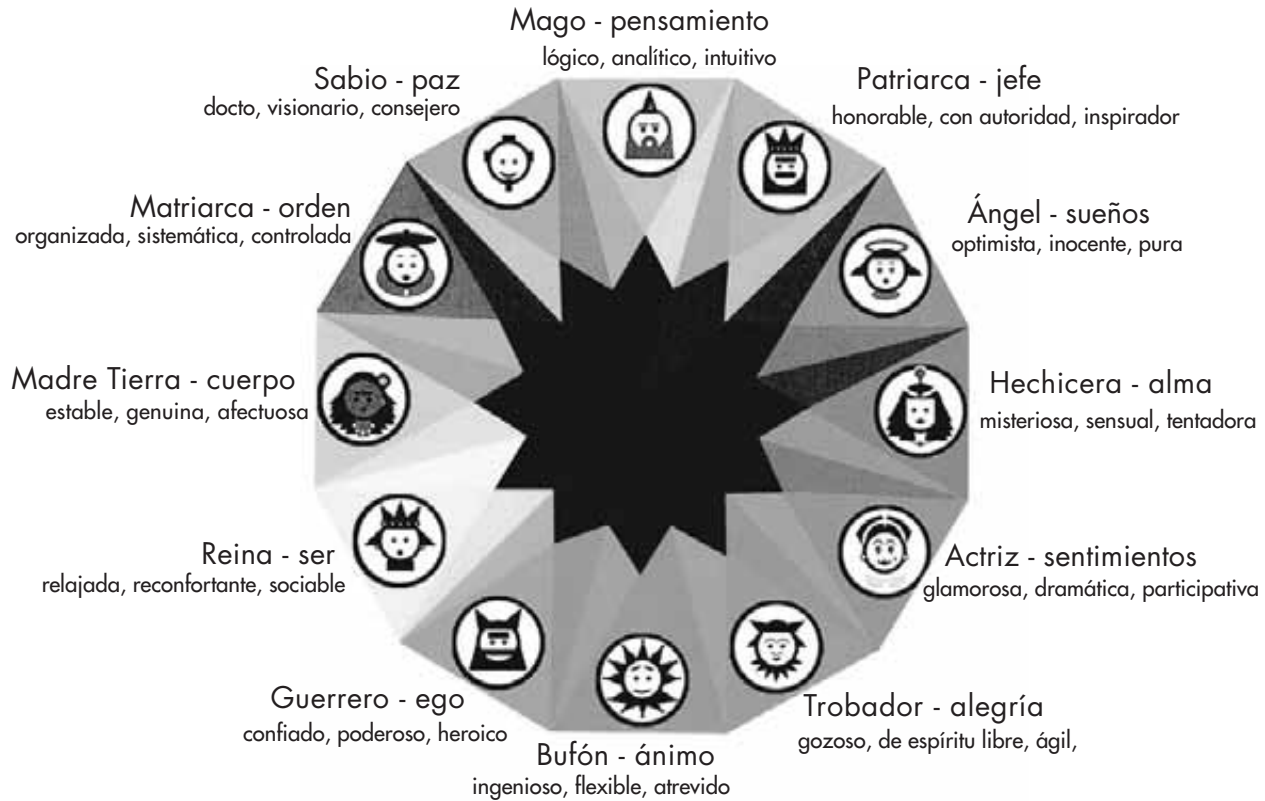 Mago - pensamiento
lógico, analítico, intuitivo
Patriarca - jefe
honorable, con autoridad, inspirador
Ángel - sueños
optimista, inocente, pura
Hechicera - alma
misteriosa, sensual, tentadora
Actriz - sentimientos
glamorosa, dramática, participativa
Trobador - alegría
gozoso, de espíritu libre, ágil,
Bufón - ánimo
ingenioso, flexible, atrevido
Guerrero - ego
confiado, poderoso, heroico
Reina - ser
relajada, reconfortante, sociable
Madre Tierra - cuerpo
estable, genuina, afectuosa
Matriarca - orden
organizada, sistemática, controlada
Sabio - paz
docto, visionario, consejero